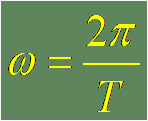 ω = 2π / T